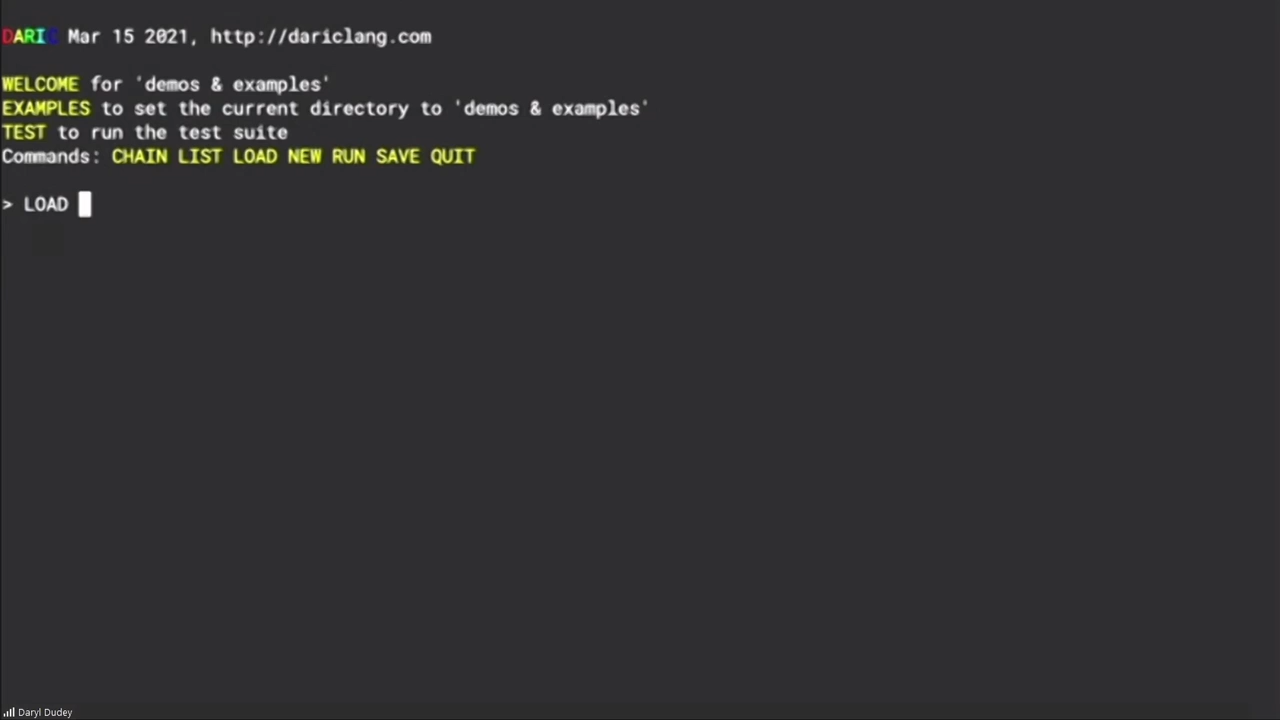 DARIC Mar 15 2021, http://dariclang.com
WELCOME for 'demos & examples'
EXAMPLES to set the current directory to 'demos & examples'
TEST to run the test suite
Commands: CHAIN LIST LOAD NEW RUN SAVE QUIT
> LOAD
Daryl Dudey